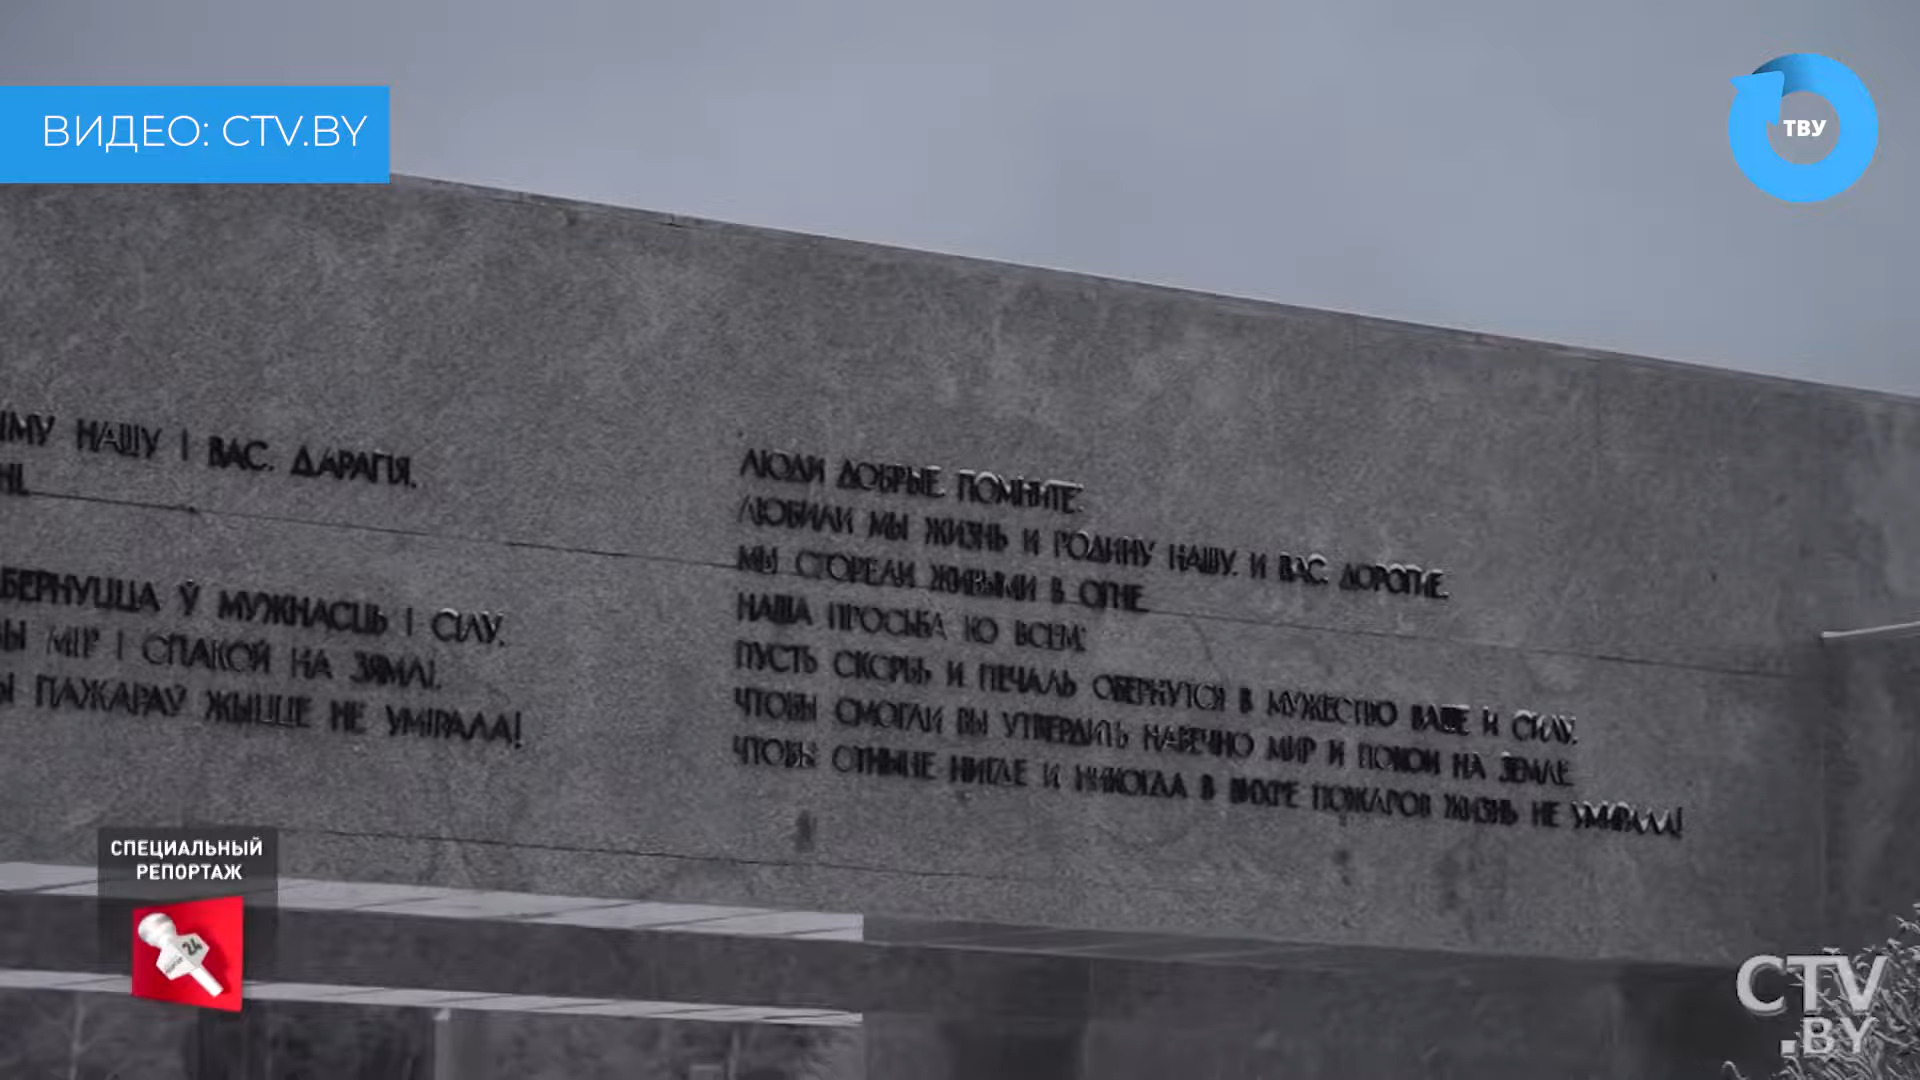 ВИДЕО: CTV.BY
ТВУ
ІМУ НАШУ І ВАС, ДАРАГІЯ.
НІ.
БЕРНУЦЦА Ў МУЖНАСЦЬ І СІЛУ,
Ы МІР І СПАКОЙ НА ЗЯМЛІ.
Ы ПАЖАРАЎ ЖЫЦЦЕ НЕ УМІРАЛА!
ЛЮДИ ДОБРЫЕ, ПОМНИТЕ:
ЛЮБИЛИ МЫ ЖИЗНЬ И РОДИНУ НАШУ, И ВАС, ДОРОГИЕ.
МЫ СГОРЕЛИ ЖИВЫМИ В ОГНЕ.
НАША ПРОСЬБА КО ВСЕМ:
ПУСТЬ СКОРБЬ И ПЕЧАЛЬ ОБЕРНУТСЯ В МУЖЕСТВО ВАШЕ И СИЛУ,
ЧТОБЫ СМОГЛИ ВЫ УТВЕРДИТЬ НАВЕЧНО МИР И ПОКОЙ НА ЗЕМЛЕ.
ЧТОБЫ ОТНЫНЕ НИГДЕ И НИКОГДА В ВИХРЕ ПОЖАРОВ ЖИЗНЬ НЕ УМИРАЛА!
СПЕЦИАЛЬНЫЙ
РЕПОРТАЖ
24
CTV
.BY